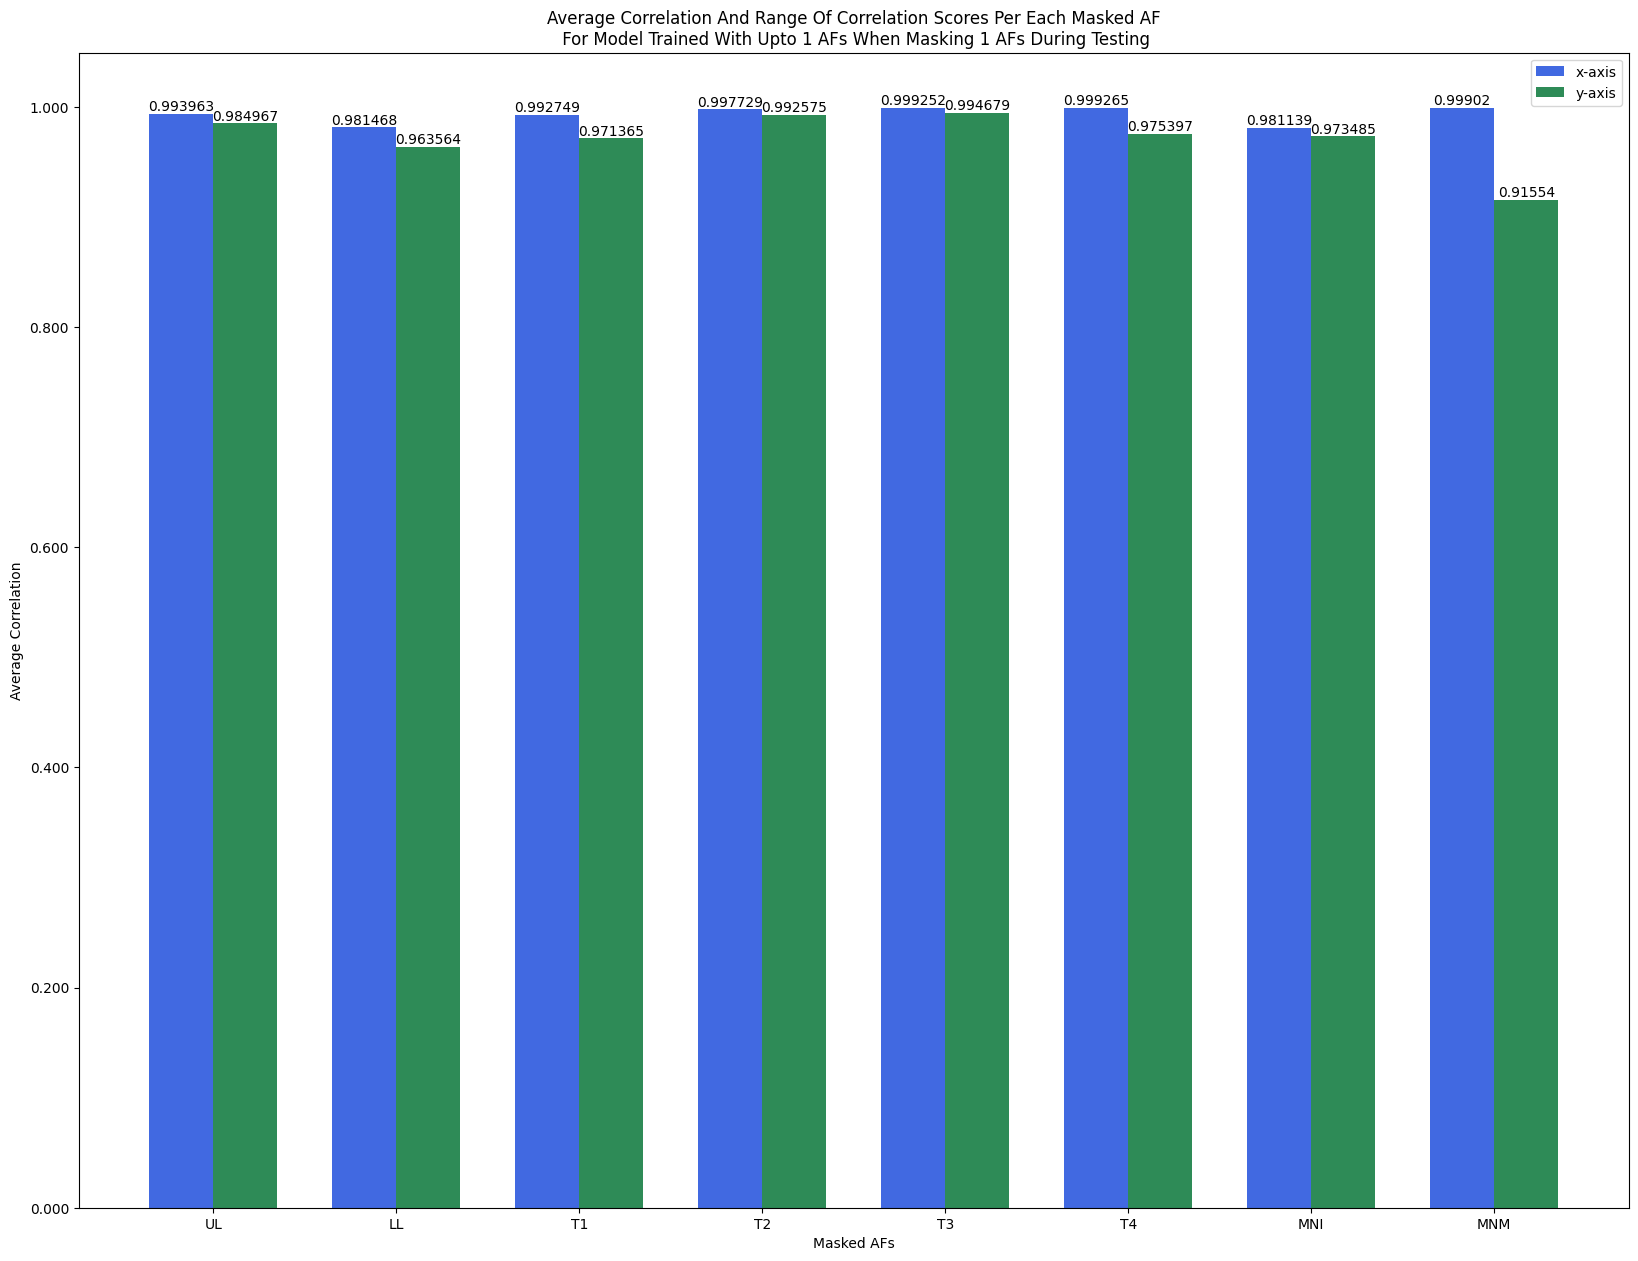 Average Correlation And Range Of Correlation Scores Per Each Masked AF
For Model Trained With Upto 1 AFs When Masking 1 AFs During Testing
x-axis
y-axis
1.000
0.800
0.600
0.400
0.200
0.000
Average Correlation
0.993963
0.984967
0.981468
0.963564
0.992749
0.971365
0.997729
0.992575
0.999252
0.994679
0.999265
0.975397
0.981139
0.973485
0.99902
0.91554
UL
LL
T1
T2
T3
T4
MNI
MNM
Masked AFs